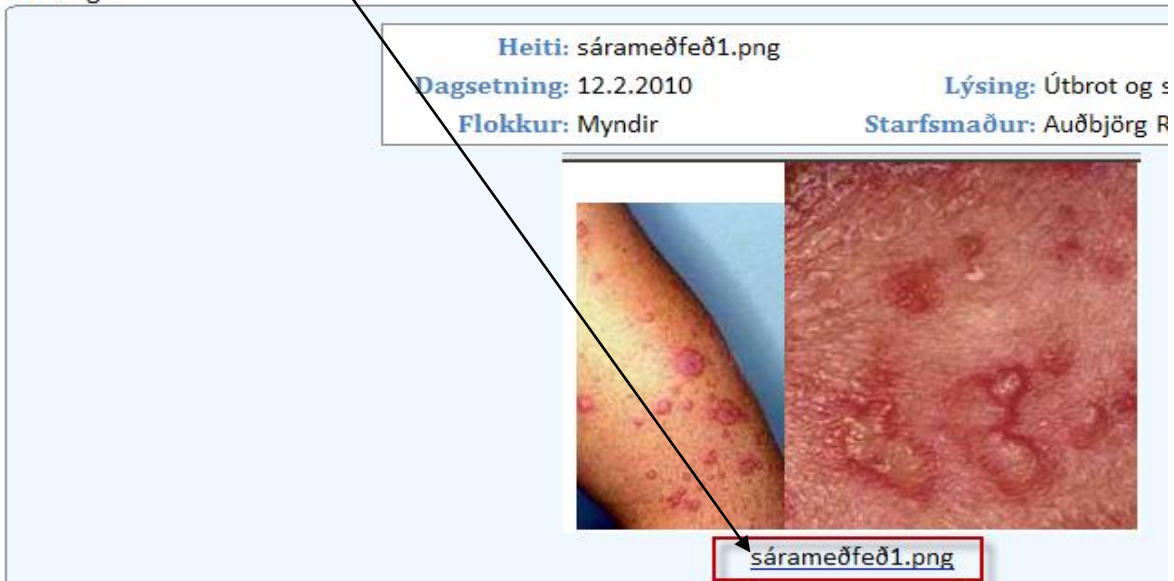 Heiti: sárameðfeð1.png
Dagsetning: 12.2.2010 Lýsing: Útbrot og
Flokkur: Myndir Starfsmaður: Auðbjörg
sárameðfeð1.png